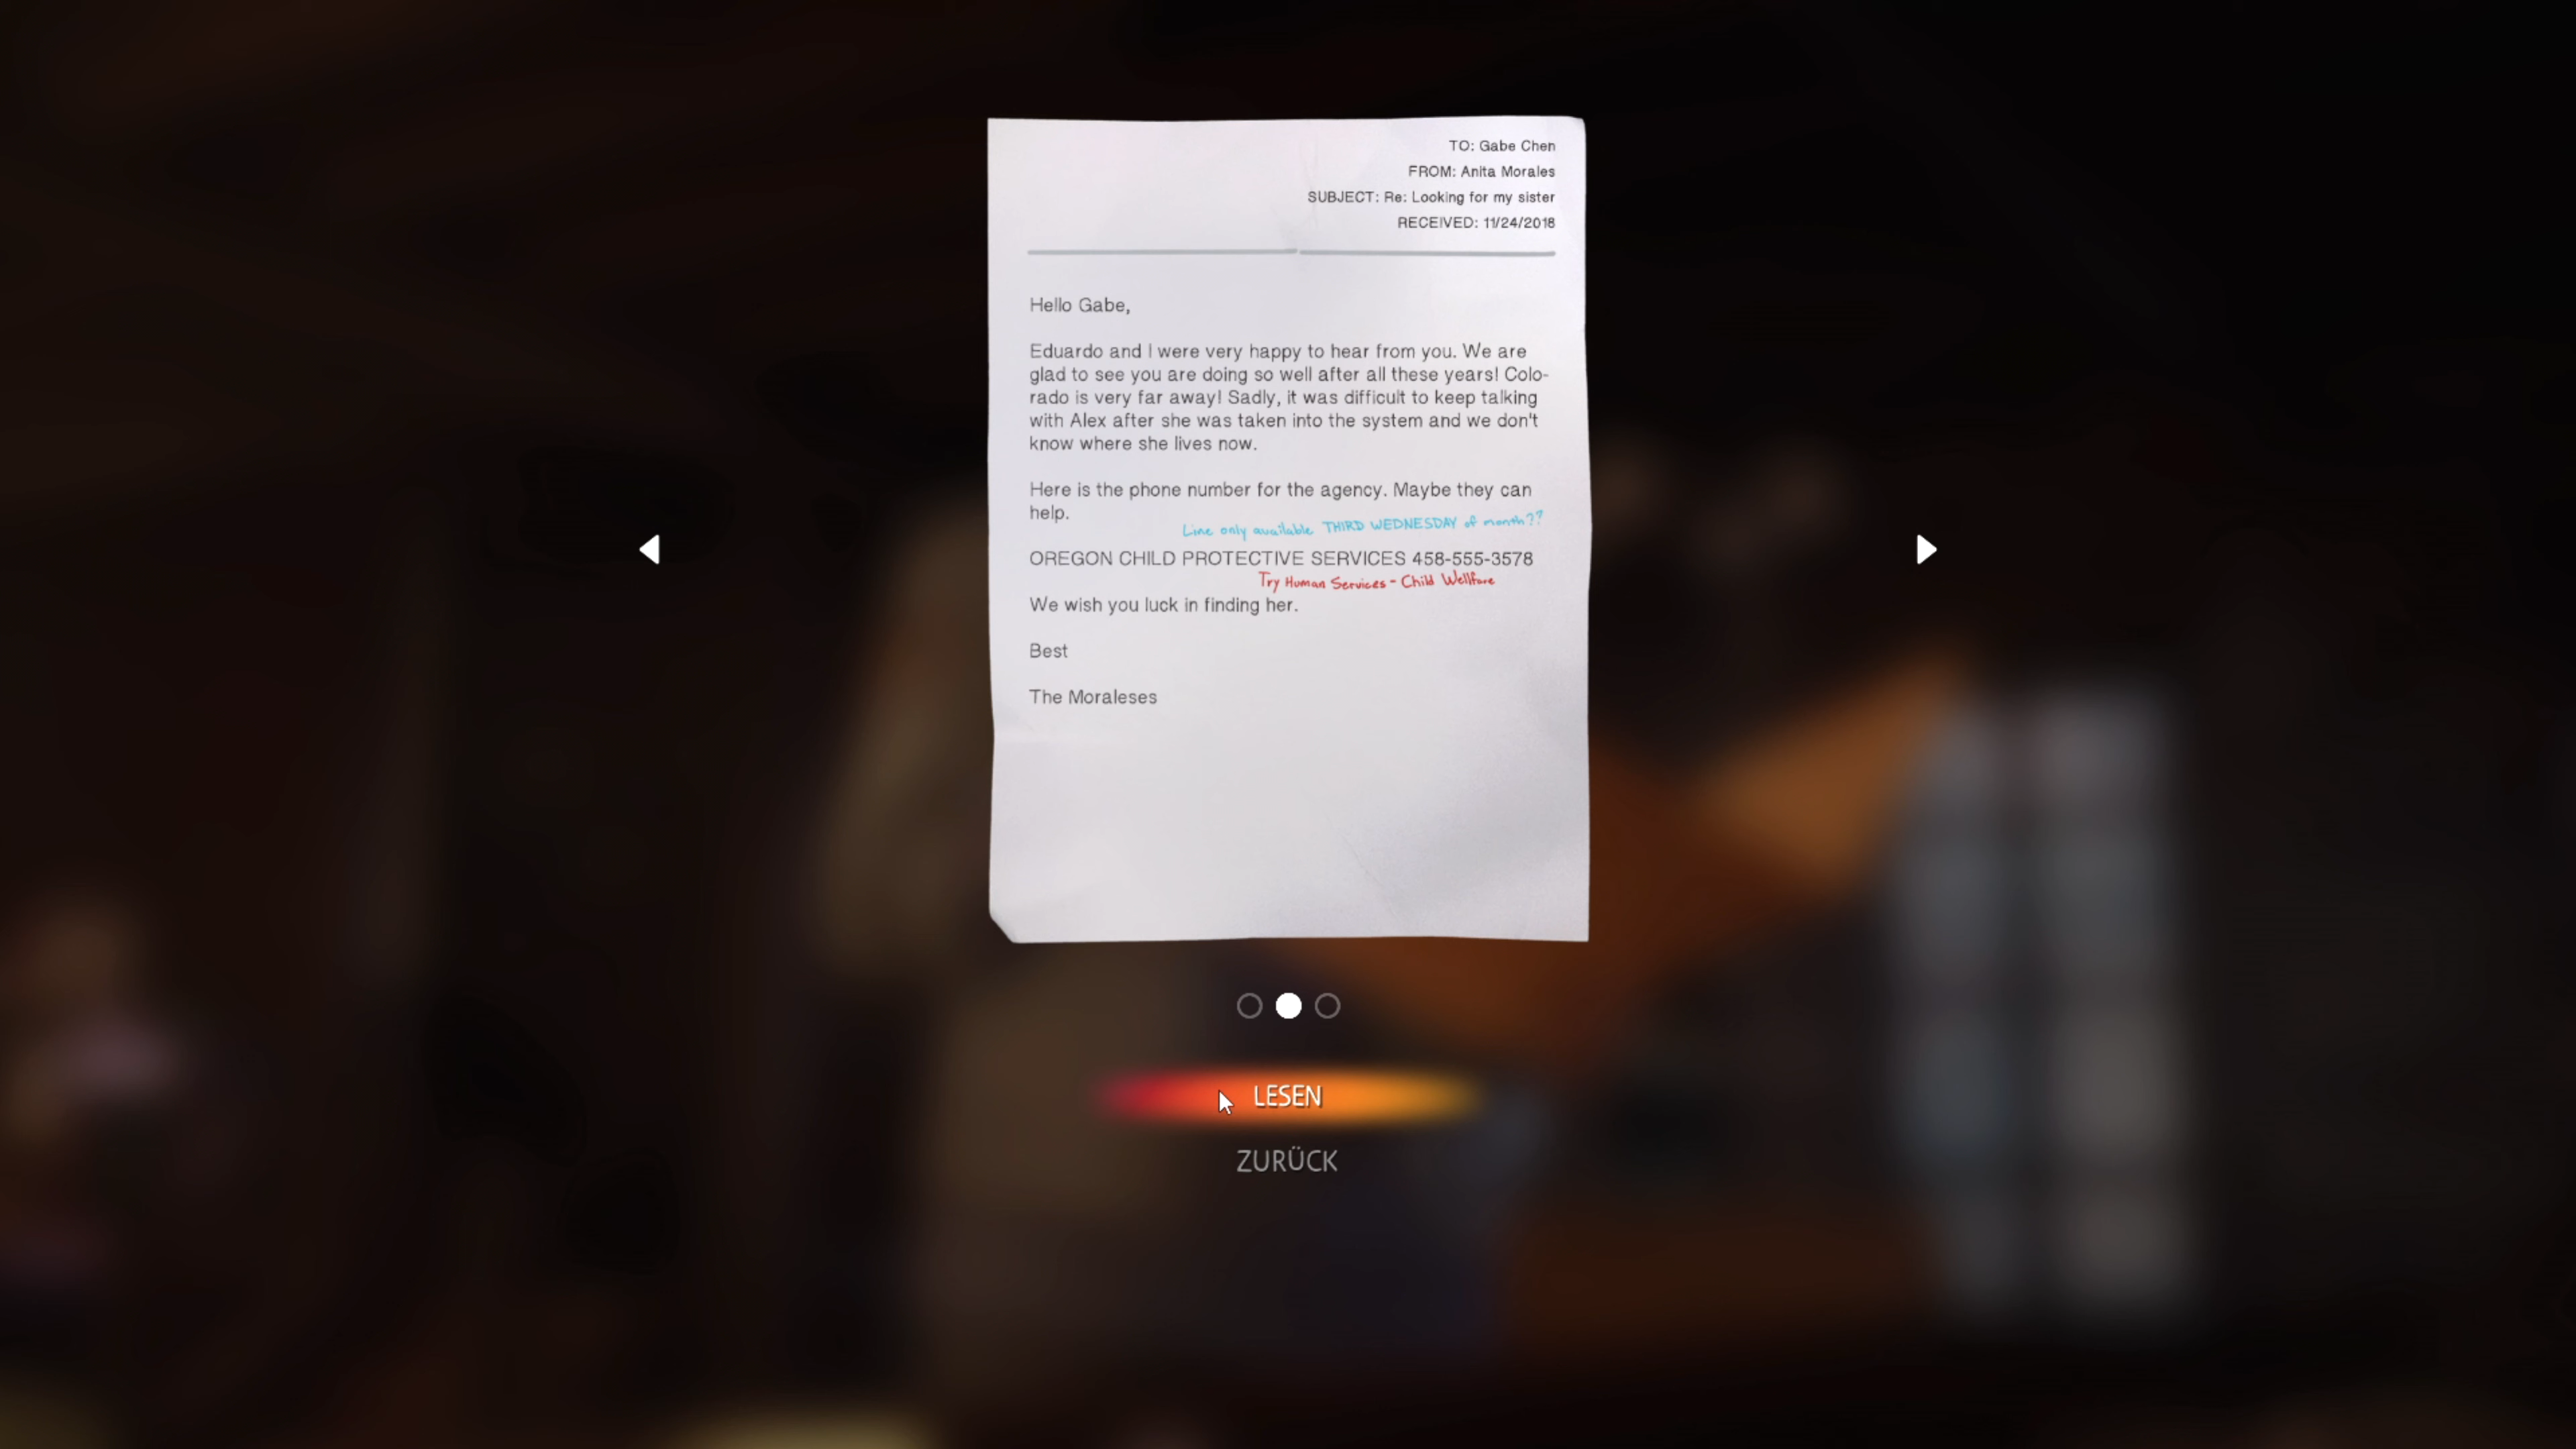 TO: Gabe Chen
FROM: Anita Morales
SUBJECT: Re: Looking for my sister
RECEIVED: 11/24/2018
Hello Gabe,
Eduardo and I were very happy to hear from you. We are
glad to see you are doing so well after all these years! Colo-
rado is very far away! Sadly, it was difficult to keep talking
with Alex after she was taken into the system and we don't
know where she lives now.
Here is the phone number for the agency. Maybe they can
help.
Line only available THIRD WEDNESDAY of month??
OREGON CHILD PROTECTIVE SERVICES 458-555-3578
Try Human Services - Child Wellfare
We wish you luck in finding her.
Best
The Moraleses
LESEN
ZURÜCK